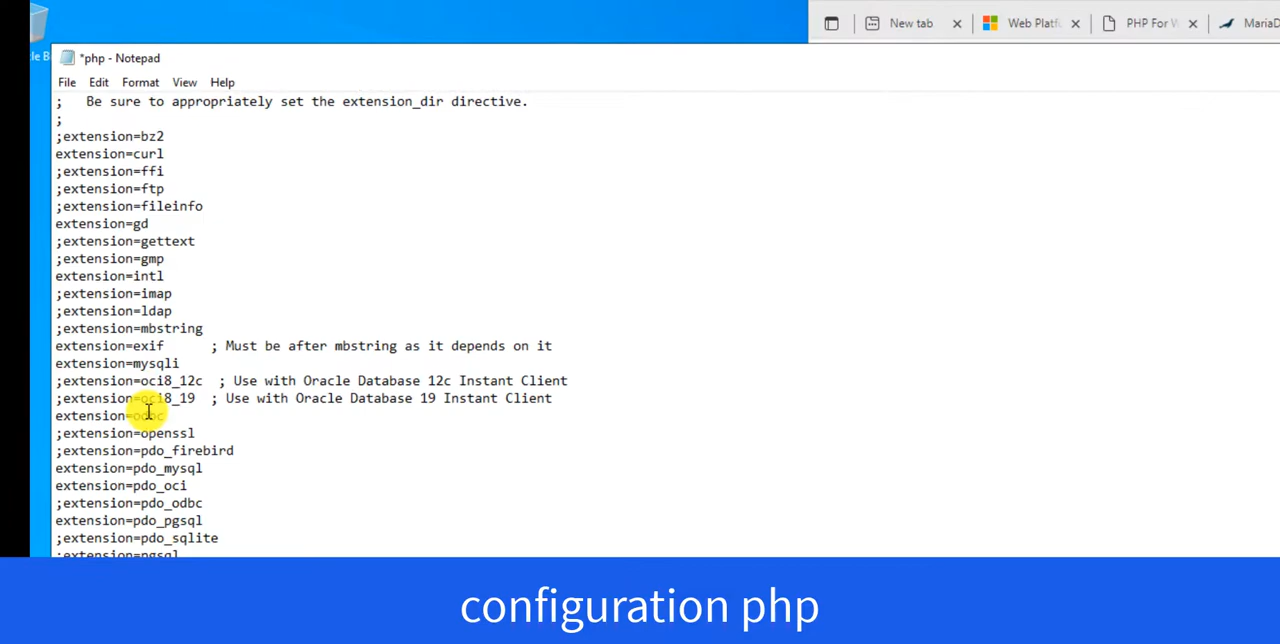 New tab
Web Platf
PHP For W
MariaD
le B
*php - Notepad
File Edit Format View Help
;   Be sure to appropriately set the extension_dir directive.
;
;extension=bz2
extension=curl
;extension=ffi
;extension=ftp
;extension=fileinfo
extension=gd
;extension=gettext
;extension=gmp
extension=intl
;extension=imap
;extension=ldap
;extension=mbstring
extension=exif      ; Must be after mbstring as it depends on it
extension=mysqli
;extension=oci8_12c  ; Use with Oracle Database 12c Instant Client
;extension=oci8_19  ; Use with Oracle Database 19 Instant Client
extension=odbc
;extension=openssl
;extension=pdo_firebird
extension=pdo_mysql
extension=pdo_oci
;extension=pdo_odbc
extension=pdo_pgsql
;extension=pdo_sqlite
;extension=pgsql
configuration php